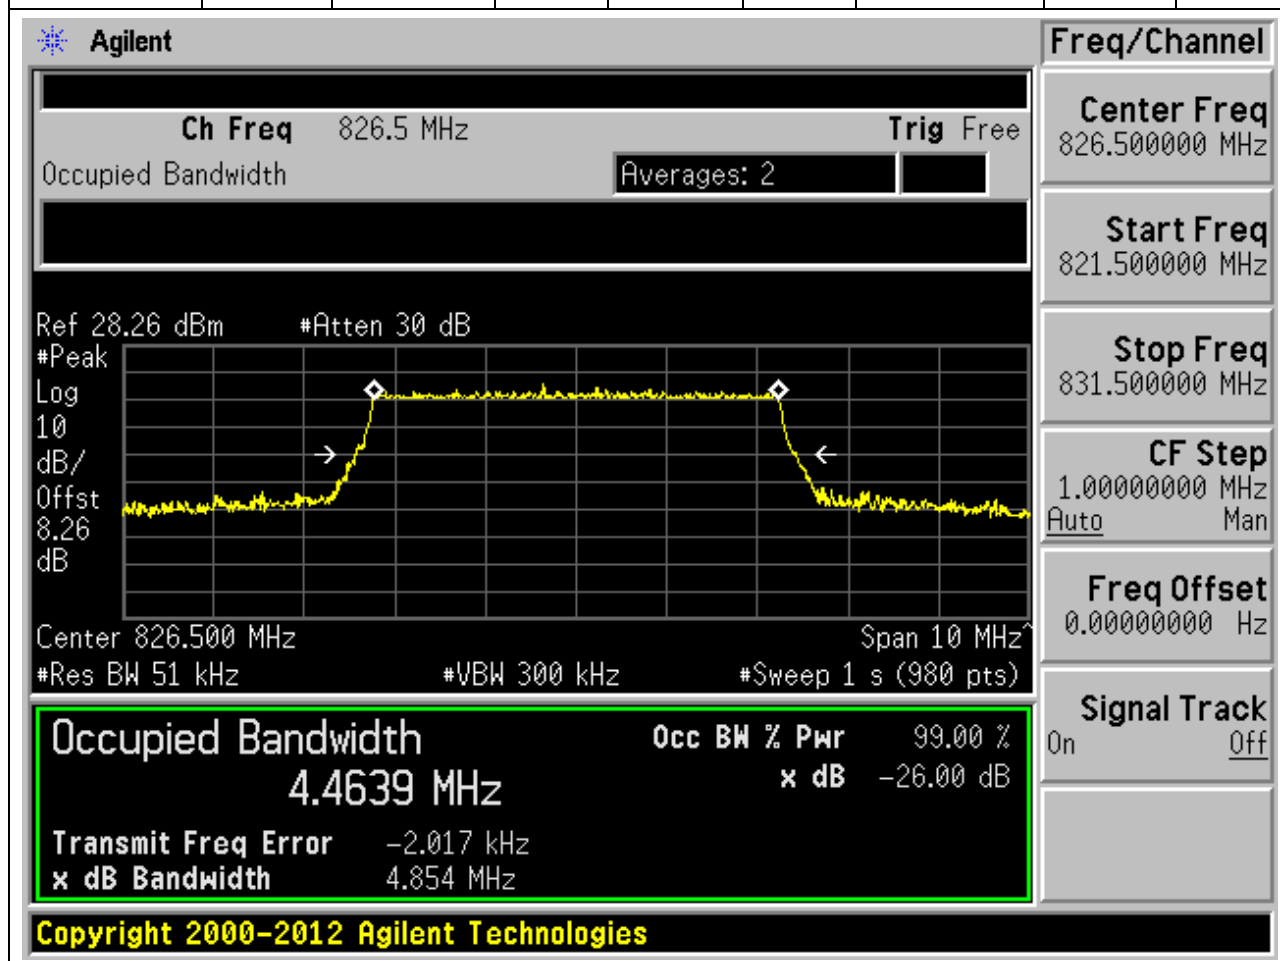 Agilent
Freq/Channel
Ch Freq 826.5 MHz Trig Free
Occupied Bandwidth Averages: 2
Ref 28.26 dBm #Atten 30 dB
#Peak
Log
10
dB/
Offst
8.26
dB
Center 826.500 MHz Span 10 MHz^
#Res BW 51 kHz #VBW 300 kHz #Sweep 1 s (980 pts)
Occupied Bandwidth Occ BW % Pwr 99.00 %
4.4639 MHz x dB -26.00 dB
Transmit Freq Error -2.017 kHz
x dB Bandwidth 4.854 MHz
Copyright 2000-2012 Agilent Technologies
Center Freq
826.500000 MHz
Start Freq
821.500000 MHz
Stop Freq
831.500000 MHz
CF Step
1.00000000 MHz
Auto Man
Freq Offset
0.00000000 Hz
Signal Track
On Off